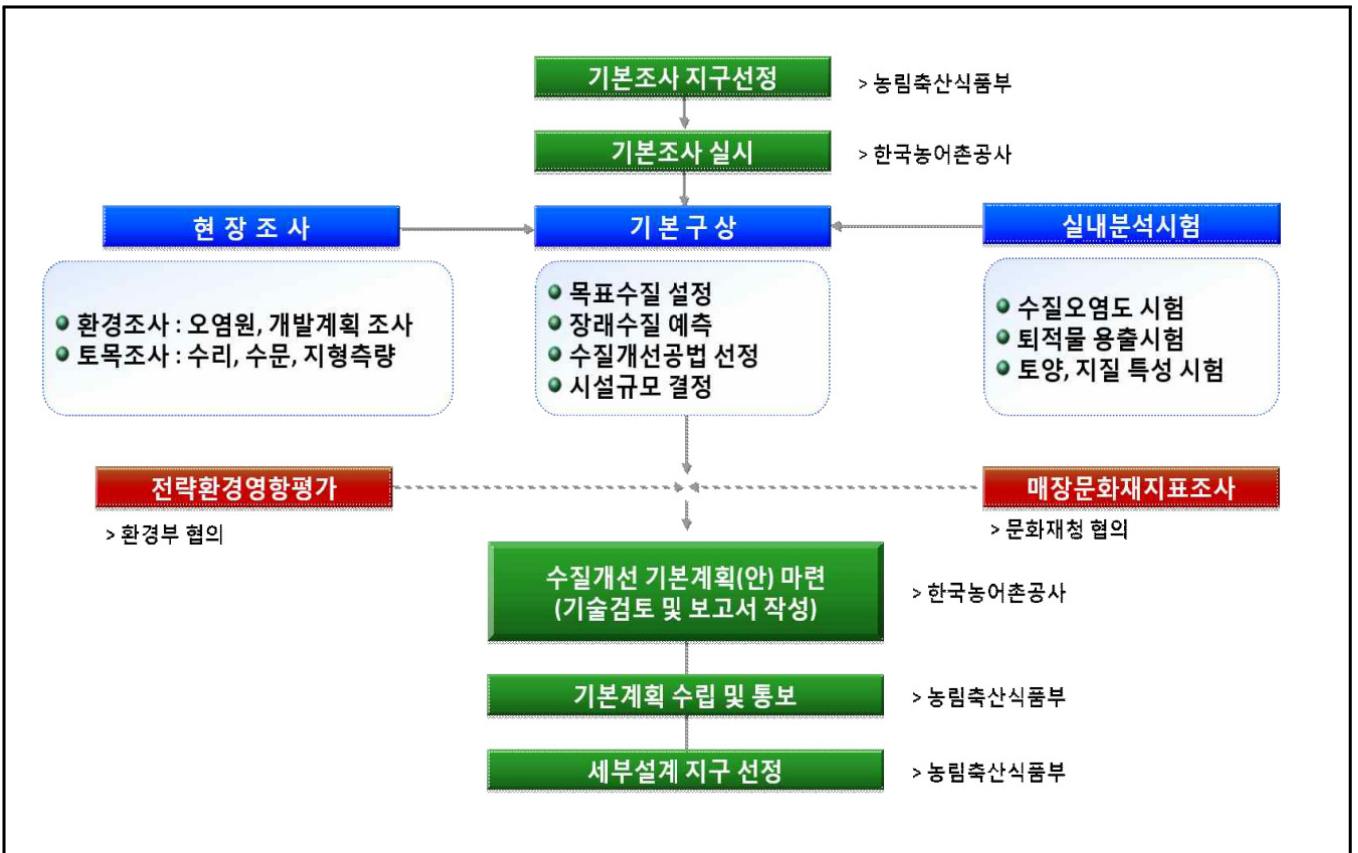 기본조사 지구선정
> 농림축산식품부
기본조사 실시
> 한국농어촌공사
현 장 조 사
기 본 구 상
실내분석시험
환경조사 : 오염원, 개발계획 조사
토목조사 : 수리, 수문, 지형측량
목표수질 설정
장래수질 예측
수질개선공법 선정
시설규모 결정
수질오염도 시험
퇴적물 용출시험
토양, 지질 특성 시험
전략환경영항평가
> 환경부 협의
매장문화재지표조사
> 문화재청 협의
수질개선 기본계획(안) 마련
(기술검토 및 보고서 작성)
> 한국농어촌공사
기본계획 수립 및 통보
> 농림축산식품부
세부설계 지구 선정
> 농림축산식품부